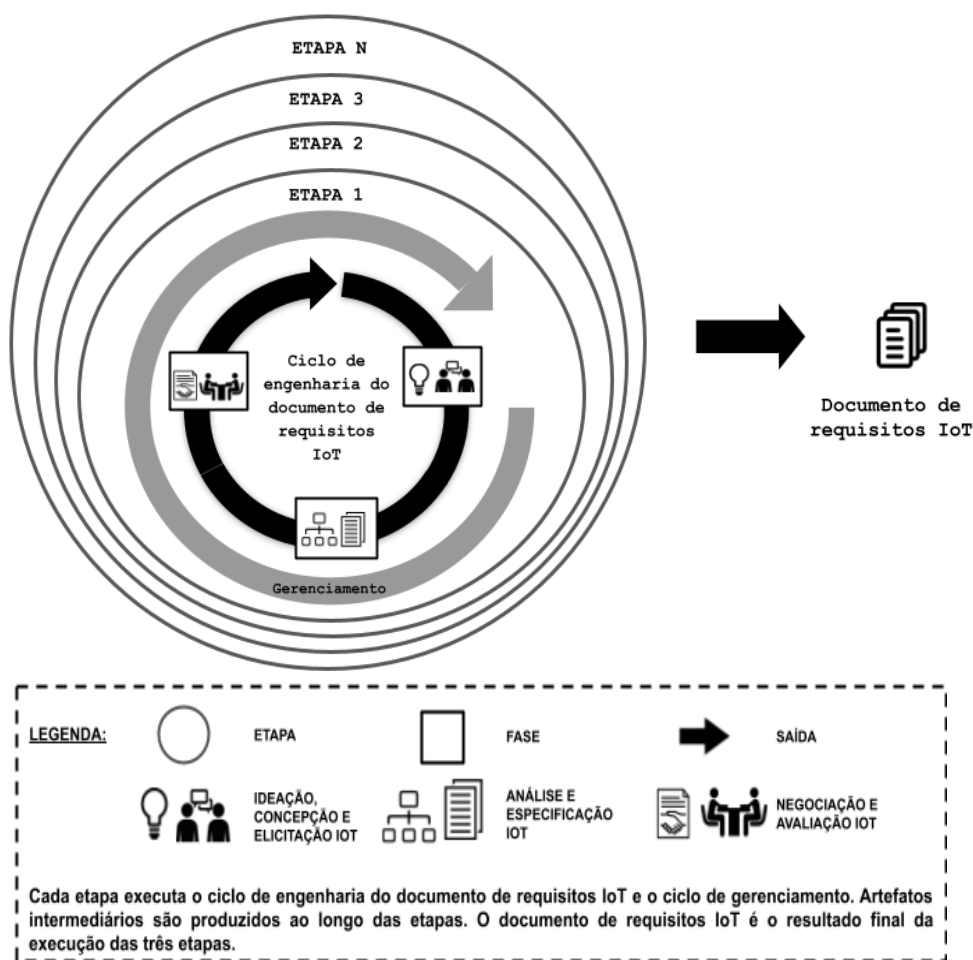 ETAPA N
ETAPA 3
ETAPA 2
ETAPA 1
Ciclo de
engenharia do
documento de
requisitos
IoT
Gerenciamento
Documento de
requisitos IoT
LEGENDA:
ETAPA
FASE
SAÍDA
IDEAÇÃO,
CONCEPÇÃO E
ELICITAÇÃO IOT
ANÁLISE E
ESPECIFICAÇÃO
IOT
NEGOCIAÇÃO E
AVALIAÇÃO IOT
Cada etapa executa o ciclo de engenharia do documento de requisitos IoT e o ciclo de gerenciamento. Artefatos
intermediários são produzidos ao longo das etapas. O documento de requisitos IoT é o resultado final da
execução das três etapas.